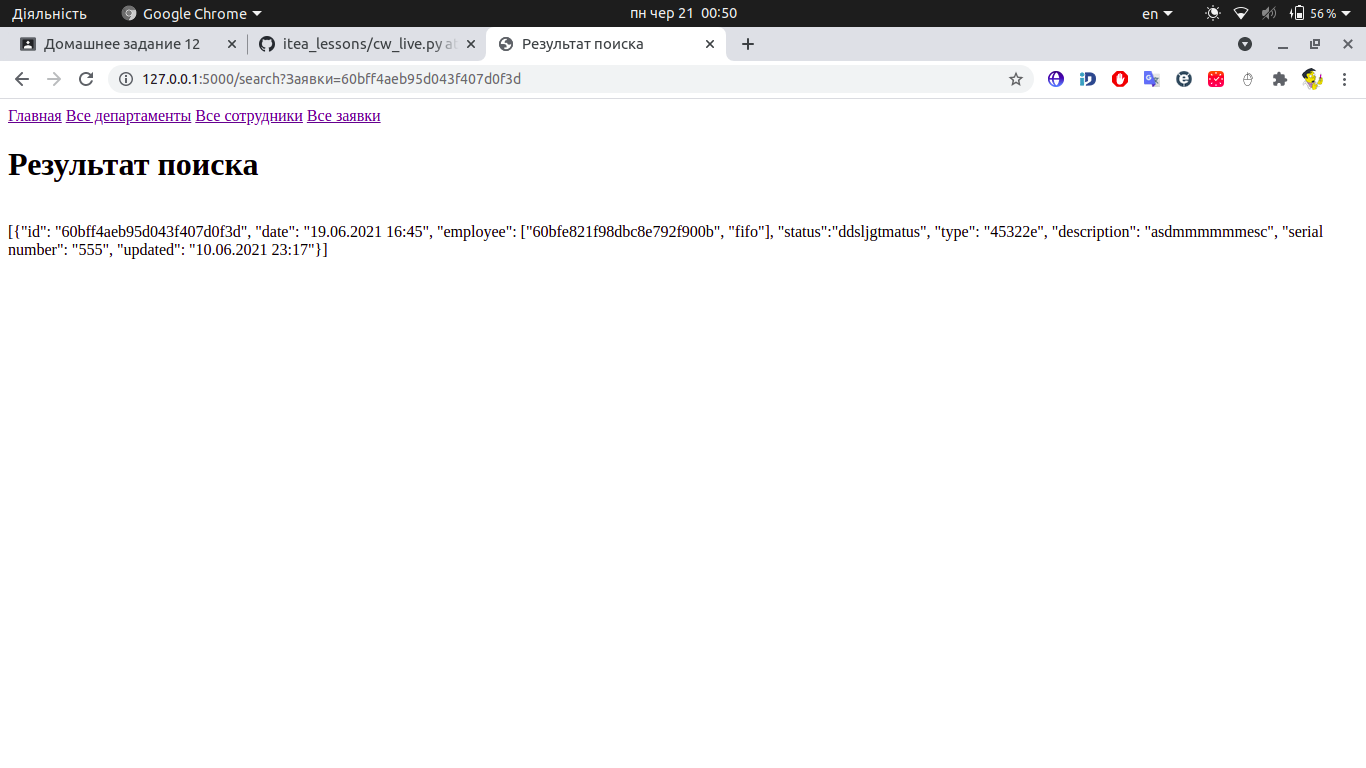 Діяльність Google Chrome пн чер 21 00:50 en 56 %
Домашнее задание 12 itea_lessons/cw_live.py at Результат поиска
127.0.0.1:5000/search?Заявки=60bff4aeb95d043f407d0f3d
Главная Все департаменты Все сотрудники Все заявки
Результат поиска
[{"id": "60bff4aeb95d043f407d0f3d", "date": "19.06.2021 16:45", "employee": ["60bfe821f98dbc8e792f900b", "fifo"], "status":"ddsljgtmatus", "type": "45322e", "description": "asdmmmmmmesc", "serial
number": "555", "updated": "10.06.2021 23:17"}]